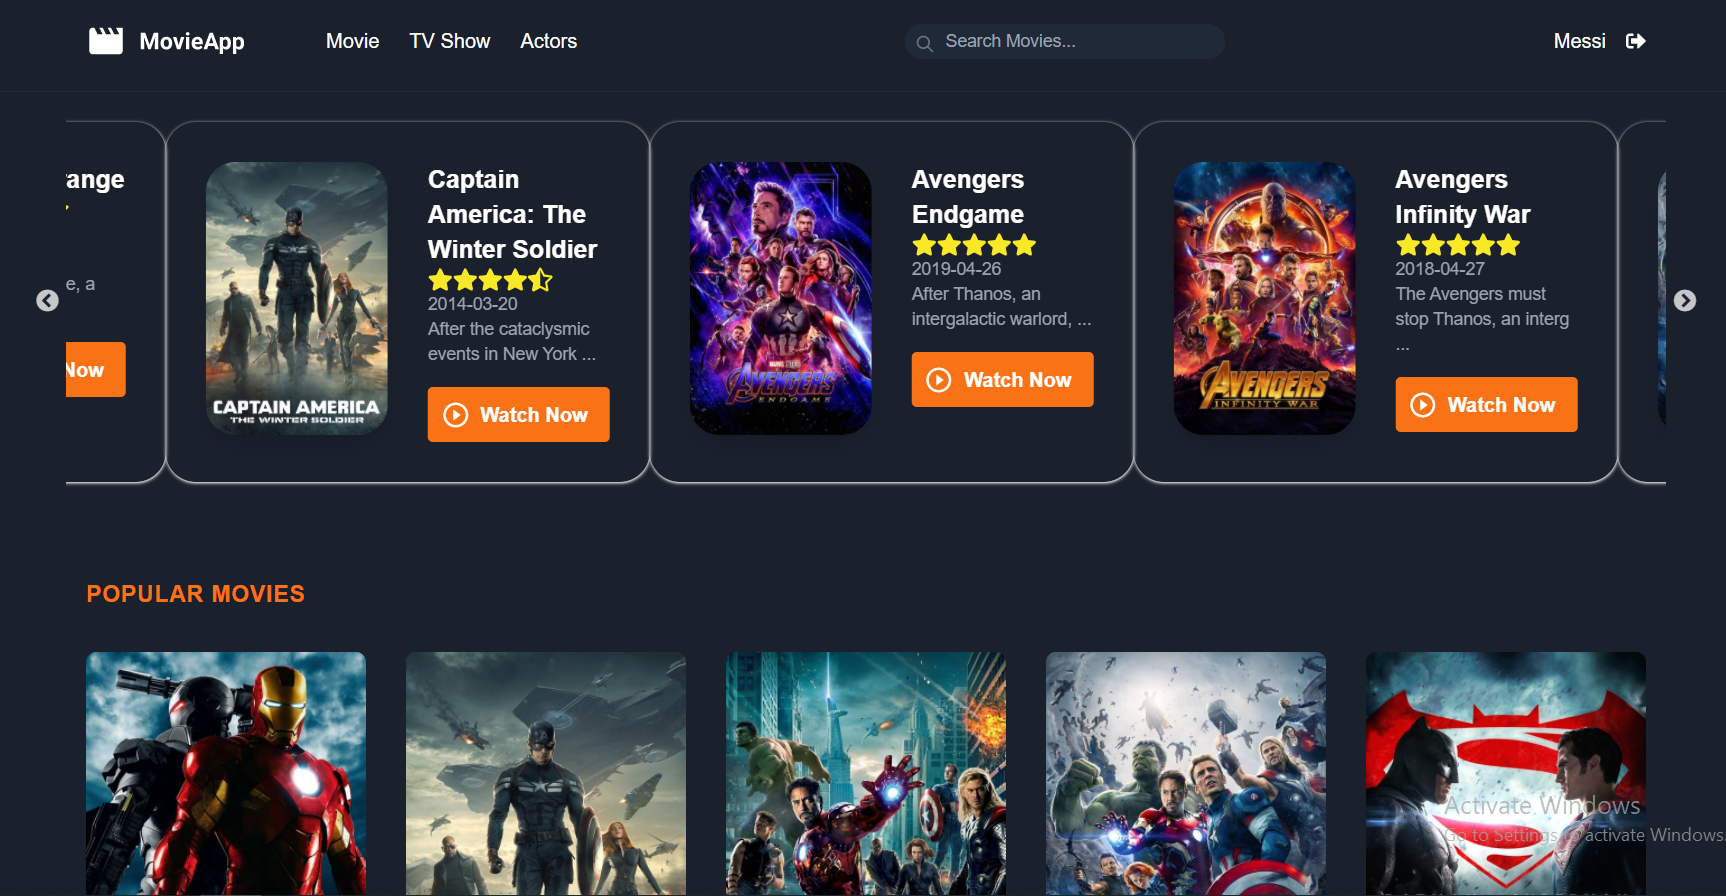 MovieApp
Movie
TV Show
Actors
Search Movies...
Messi
ange
e, a
Now
Captain
America: The
Winter Soldier
2014-03-20
After the cataclysmic
events in New York ...
Watch Now
CAPTAIN AMERICA
THE WINTER SOLDIER
Avengers
Endgame
2019-04-26
After Thanos, an
intergalactic warlord, ...
Watch Now
MARVEL STUDIOS
AVENGERS
ENDGAME
Avengers
Infinity War
2018-04-27
The Avengers must
stop Thanos, an interg
...
Watch Now
AVENGERS
INFINITY WAR
POPULAR MOVIES
Activate Windows
Go to Settings to activate Windows.